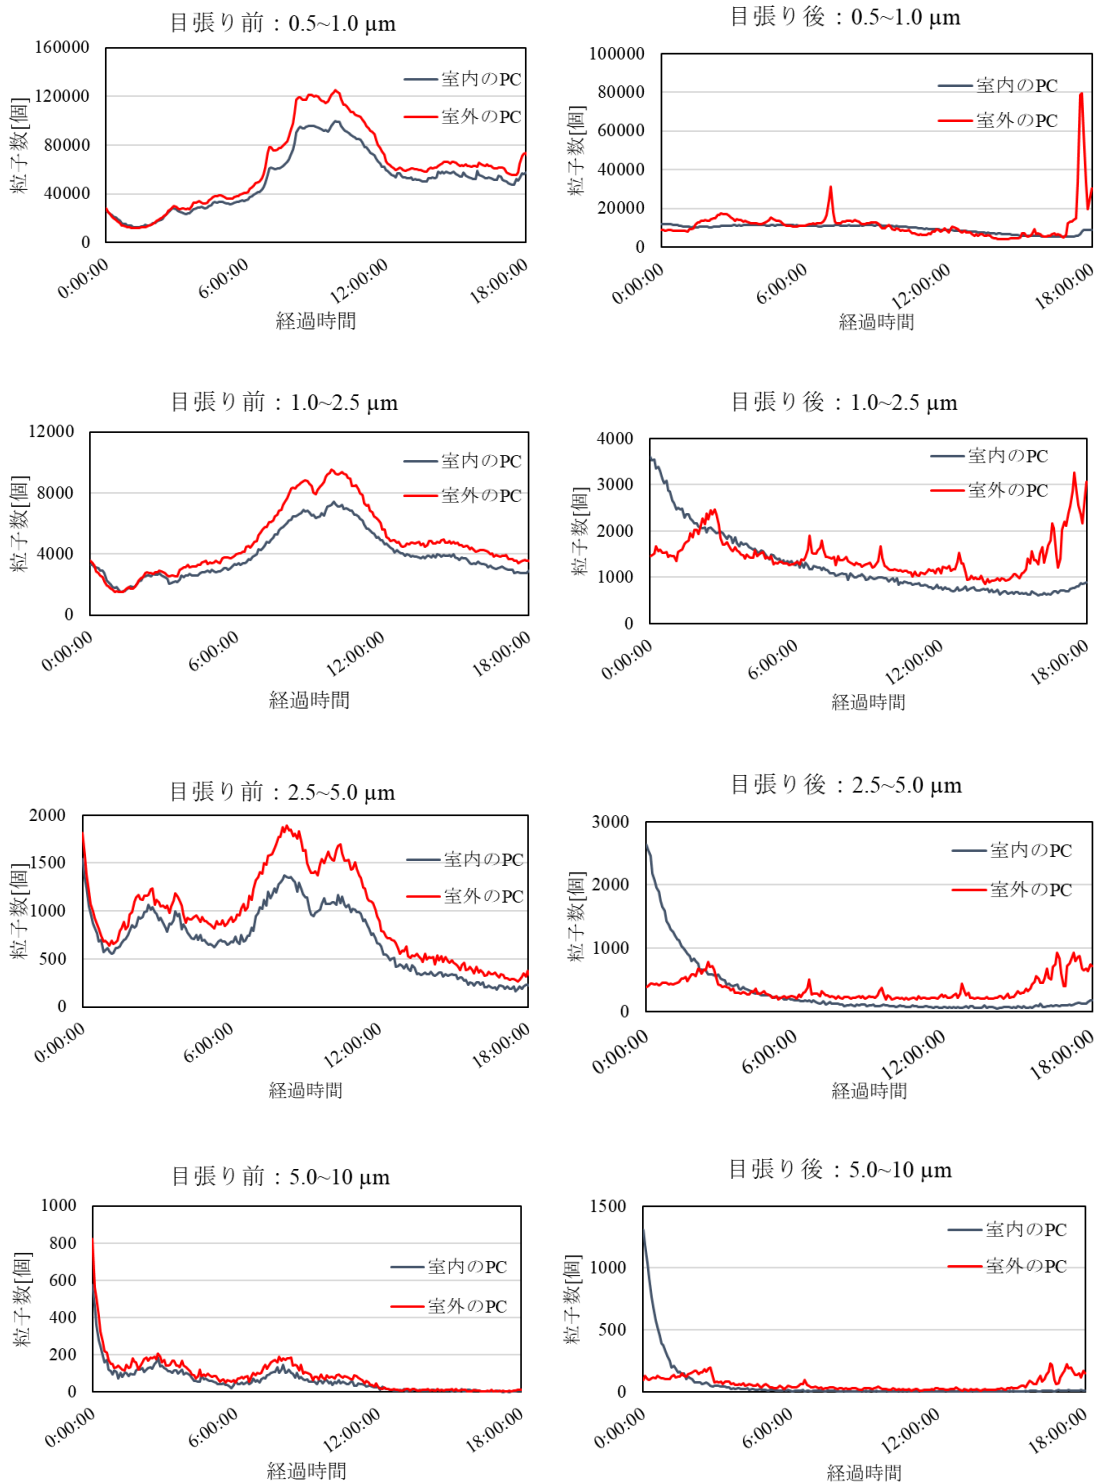 目張り前：0.5~1.0 µm
160000
120000
80000
40000
0
粒子数[個]
室内のPC
室外のPC
0:00:00
6:00:00
12:00:00
18:00:00
経過時間
目張り後：0.5~1.0 µm
100000
80000
60000
40000
20000
0
粒子数[個]
室内のPC
室外のPC
0:00:00
6:00:00
12:00:00
18:00:00
経過時間
目張り前：1.0~2.5 µm
12000
8000
4000
0
粒子数[個]
室内のPC
室外のPC
0:00:00
6:00:00
12:00:00
18:00:00
経過時間
目張り後：1.0~2.5 µm
4000
3000
2000
1000
0
粒子数[個]
室内のPC
室外のPC
0:00:00
6:00:00
12:00:00
18:00:00
経過時間
目張り前：2.5~5.0 µm
2000
1500
1000
500
0
粒子数[個]
室内のPC
室外のPC
0:00:00
6:00:00
12:00:00
18:00:00
経過時間
目張り後：2.5~5.0 µm
3000
2000
1000
0
粒子数[個]
室内のPC
室外のPC
0:00:00
6:00:00
12:00:00
18:00:00
経過時間
目張り前：5.0~10 µm
1000
800
600
400
200
0
粒子数[個]
室内のPC
室外のPC
0:00:00
6:00:00
12:00:00
18:00:00
経過時間
目張り後：5.0~10 µm
1500
1000
500
0
粒子数[個]
室内のPC
室外のPC
0:00:00
6:00:00
12:00:00
18:00:00
経過時間